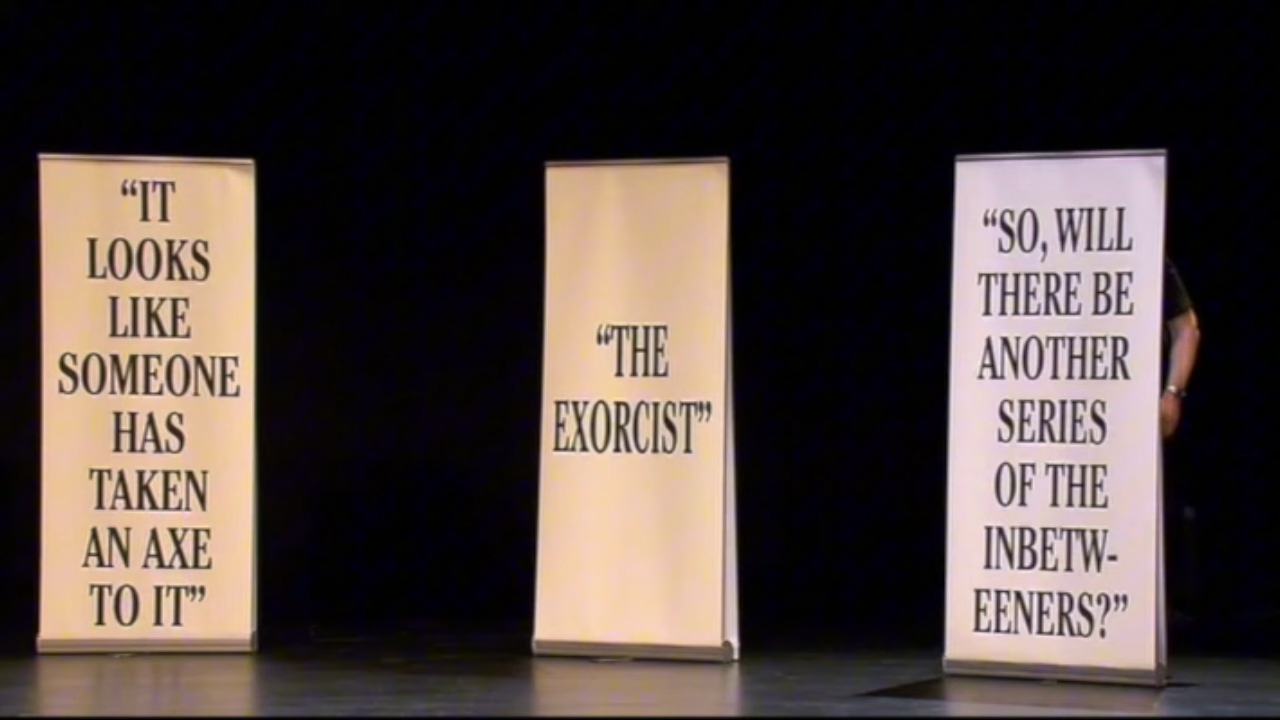 “IT
LOOKS
LIKE
SOMEONE
HAS
TAKEN
AN AXE
TO IT”
“THE
EXORCIST”
“SO, WILL
THERE BE
ANOTHER
SERIES
OF THE
INBETW-
EENERS?”